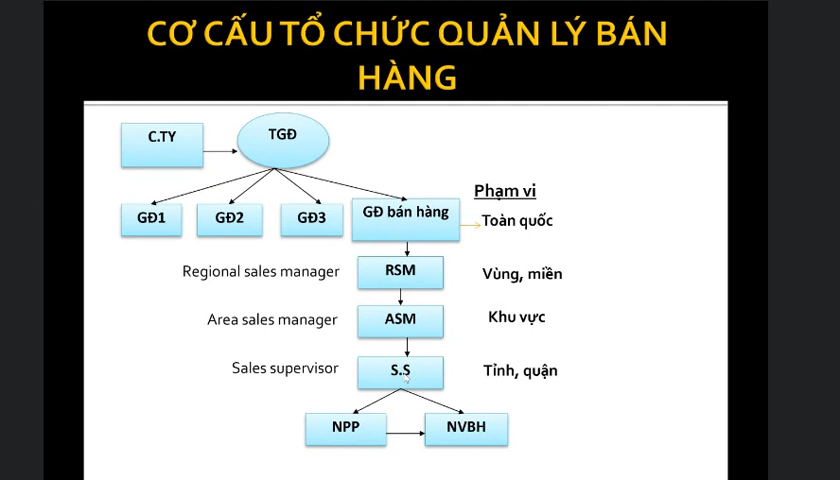 CƠ CẤU TỔ CHỨC QUẢN LÝ BÁN
HÀNG
C.TY
TGĐ
GĐ1
GĐ2
GĐ3
GĐ bán hàng
Phạm vi
Toàn quốc
Regional sales manager
RSM
Vùng, miền
Area sales manager
ASM
Khu vực
Sales supervisor
S.S
Tỉnh, quận
NPP
NVBH